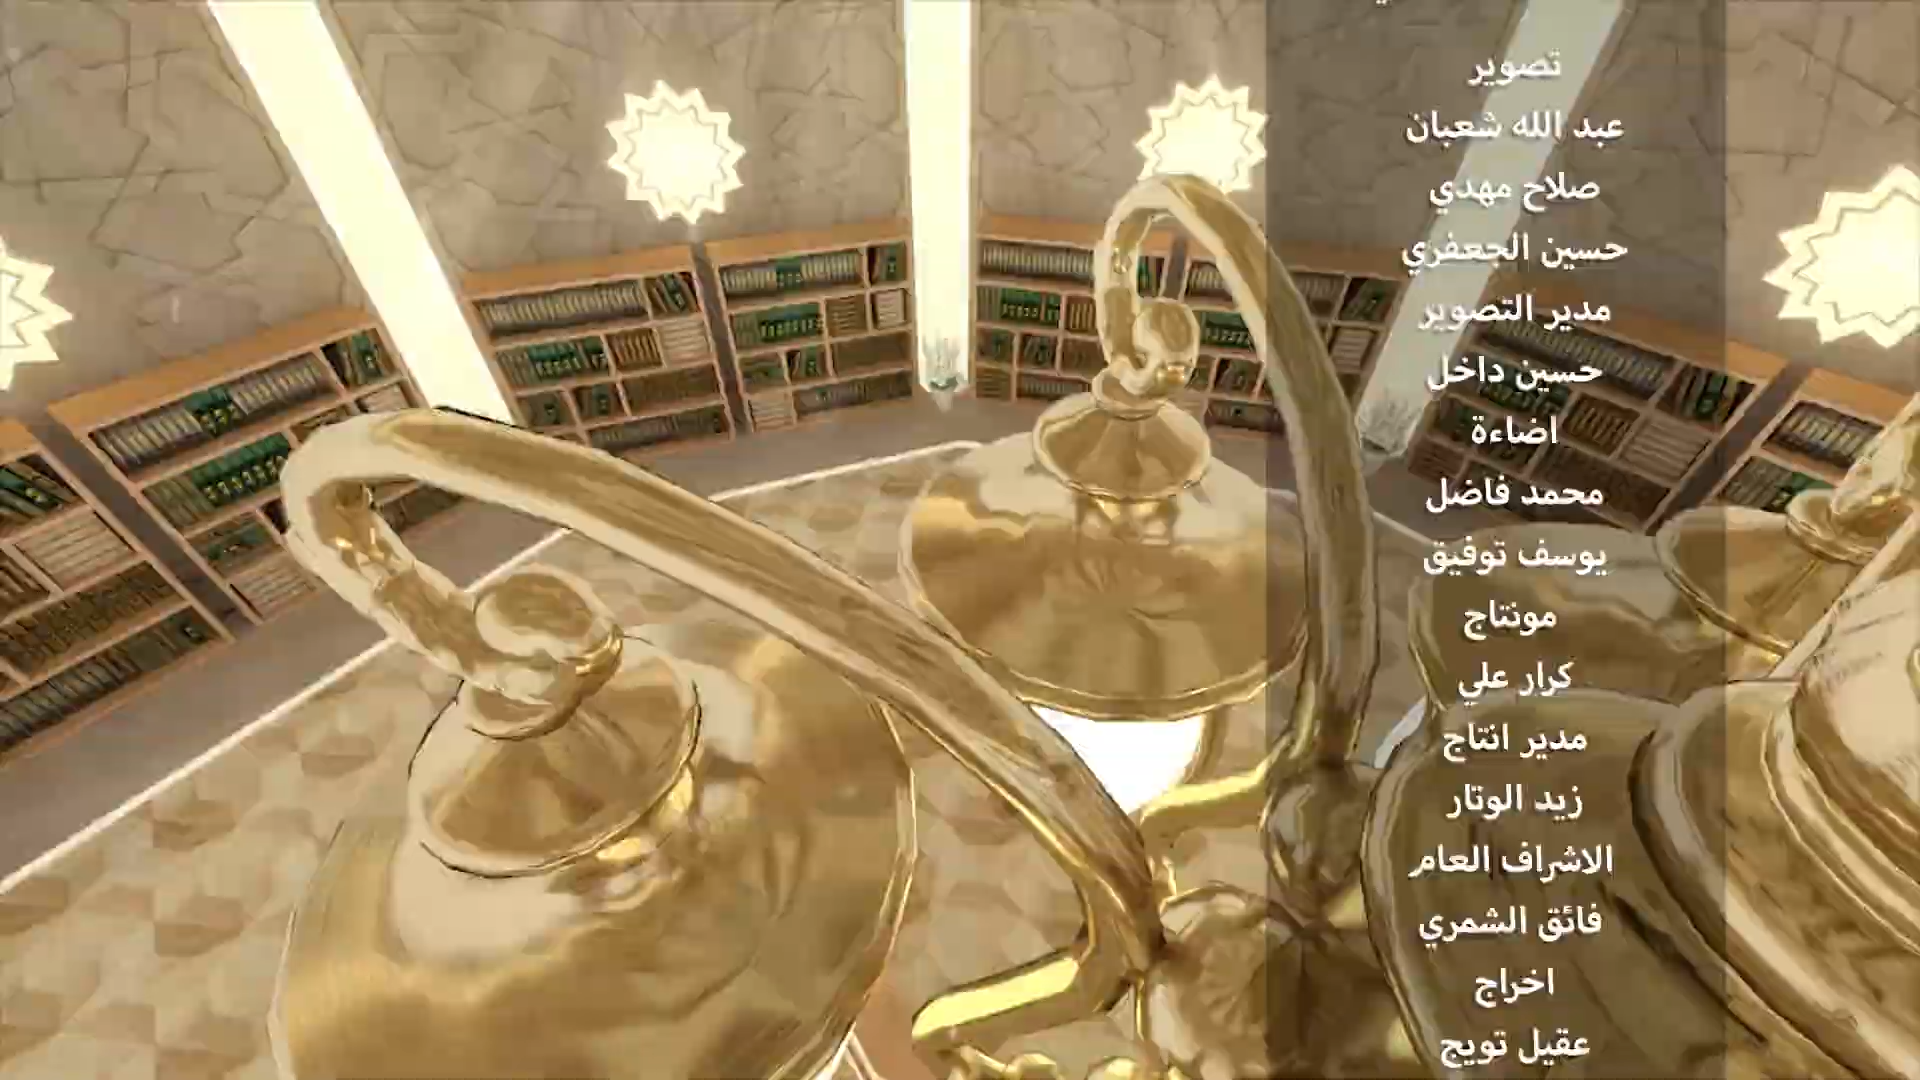 تصوير
عبد الله شعبان
صلاح مهدي
حسين الجعفري
مدير التصوير
حسين داخل
اضاءة
محمد فاضل
يوسف توفيق
مونتاج
كرار علي
مدير انتاج
زيد الوتار
الاشراف العام
فائق الشمري
اخراج
عقيل تويج